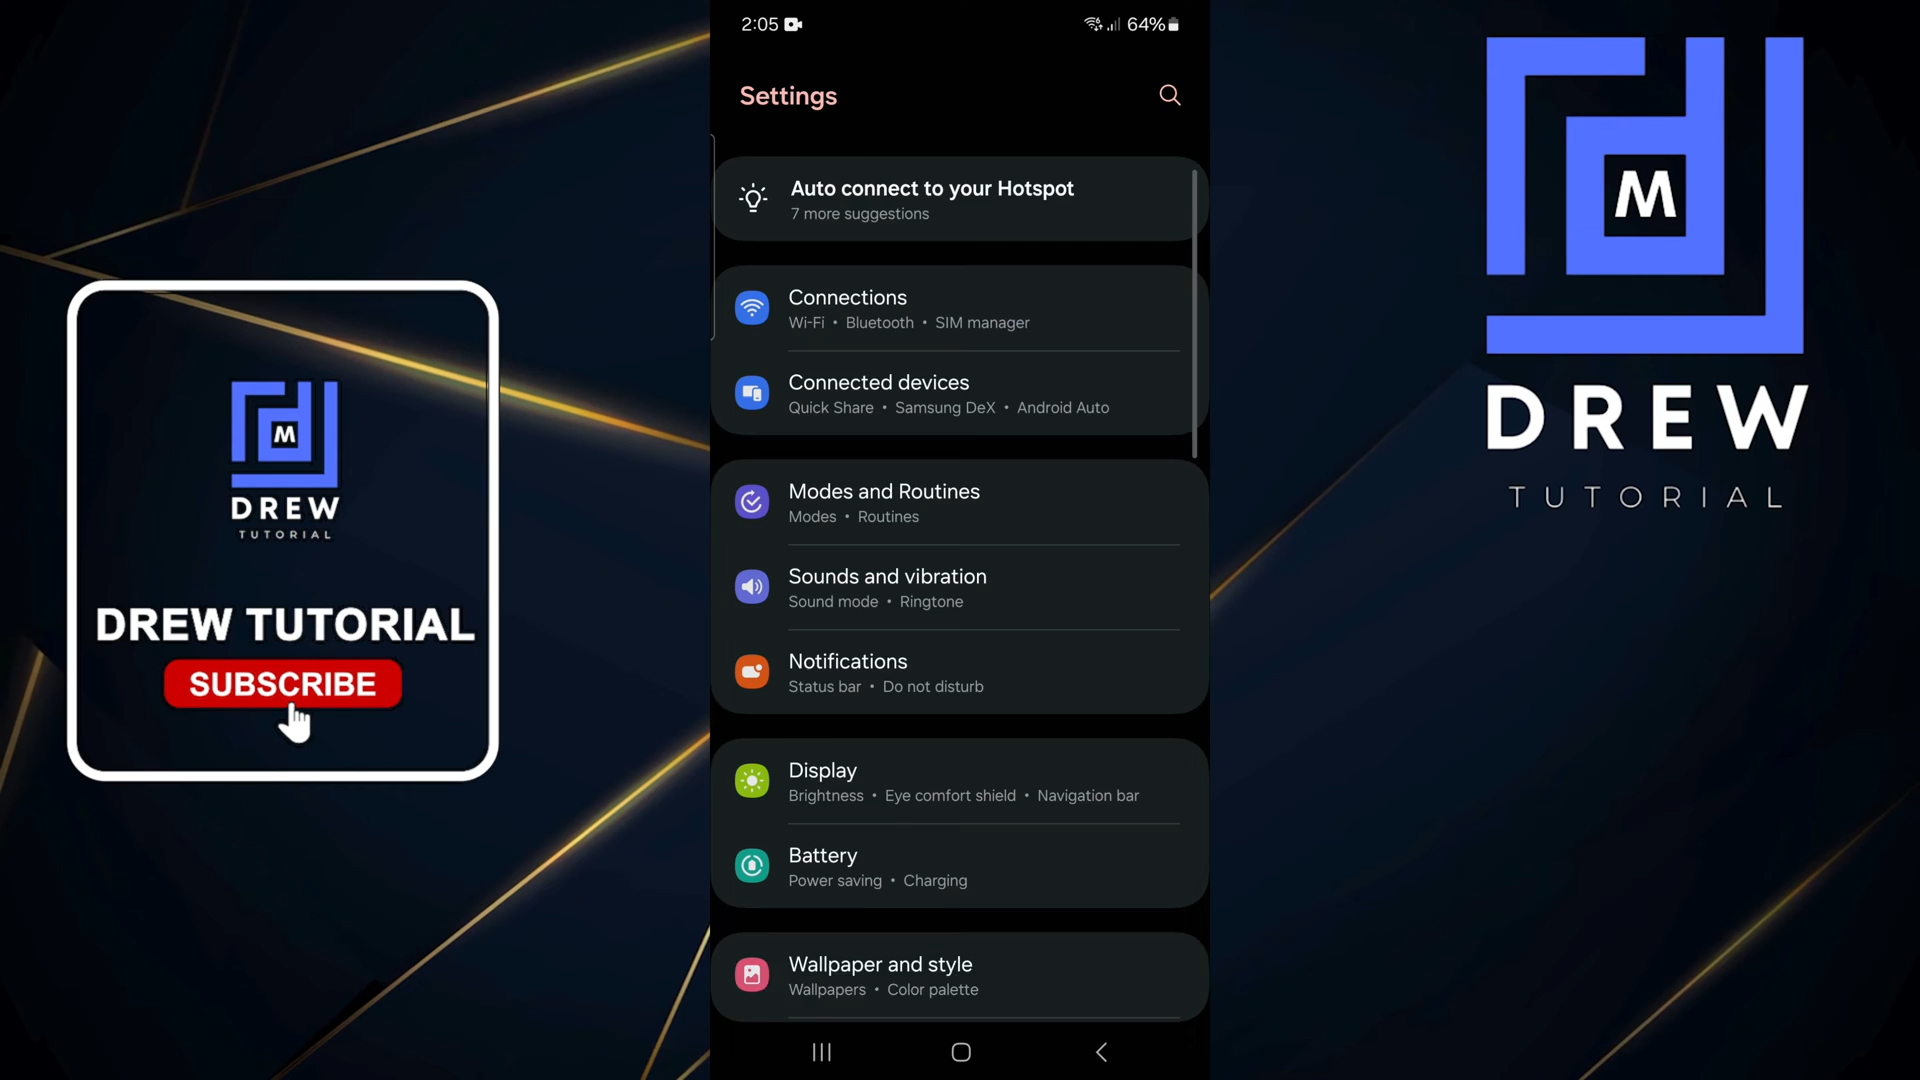 2:05
64%
Settings
Auto connect to your Hotspot
7 more suggestions
Connections
Wi-Fi • Bluetooth • SIM manager
Connected devices
Quick Share • Samsung DeX • Android Auto
Modes and Routines
Modes • Routines
Sounds and vibration
Sound mode • Ringtone
Notifications
Status bar • Do not disturb
Display
Brightness • Eye comfort shield • Navigation bar
Battery
Power saving • Charging
Wallpaper and style
Wallpapers • Color palette
M
DREW
TUTORIAL
DREW TUTORIAL
SUBSCRIBE
M
DREW
TUTORIAL